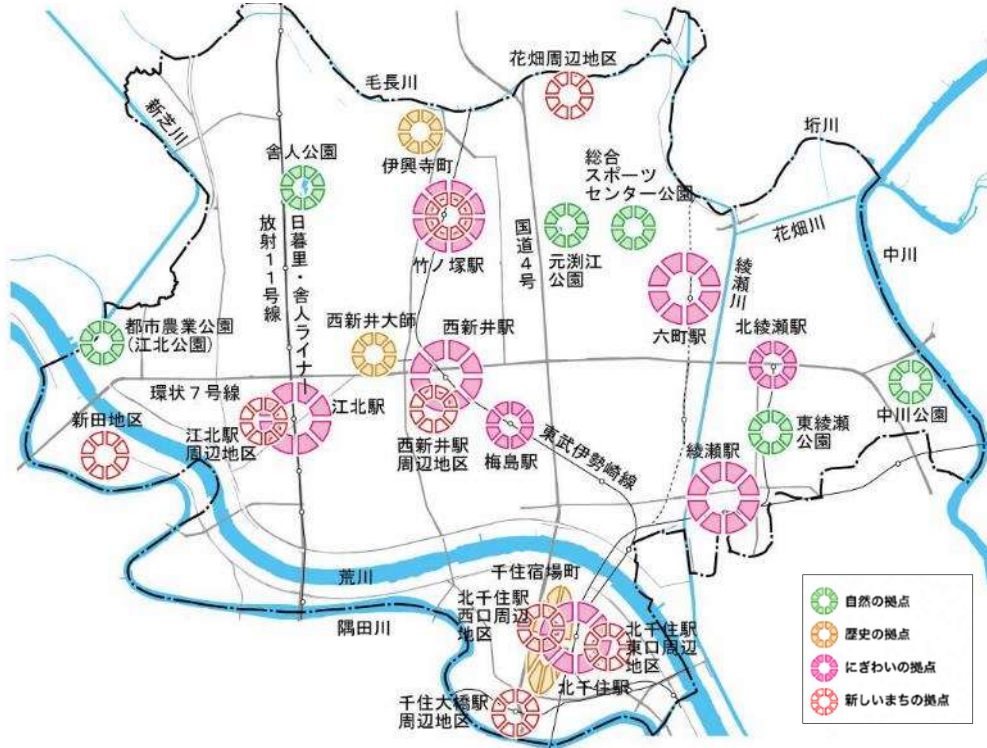 花畑周辺地区
毛長川
新芝川
垳川
舎人公園
伊興寺町
総合
スポーツ
センター公園
花畑川
放射11号線
日暮里・舎人ライナー
竹ノ塚駅
国道4号
元渕江
公園
綾瀬川
中川
六町駅
都市農業公園
(江北公園)
西新井大師
西新井駅
北綾瀬駅
環状7号線
江北駅
中川公園
新田地区
江北駅
周辺地区
西新井駅
周辺地区
梅島駅
東武伊勢崎線
東綾瀬
公園
綾瀬駅
荒川
隅田川
千住宿場町
北千住駅
西口周辺
地区
北千住駅
東口周辺
地区
北千住駅
千住大橋駅
周辺地区
自然の拠点
歴史の拠点
にぎわいの拠点
新しいまちの拠点